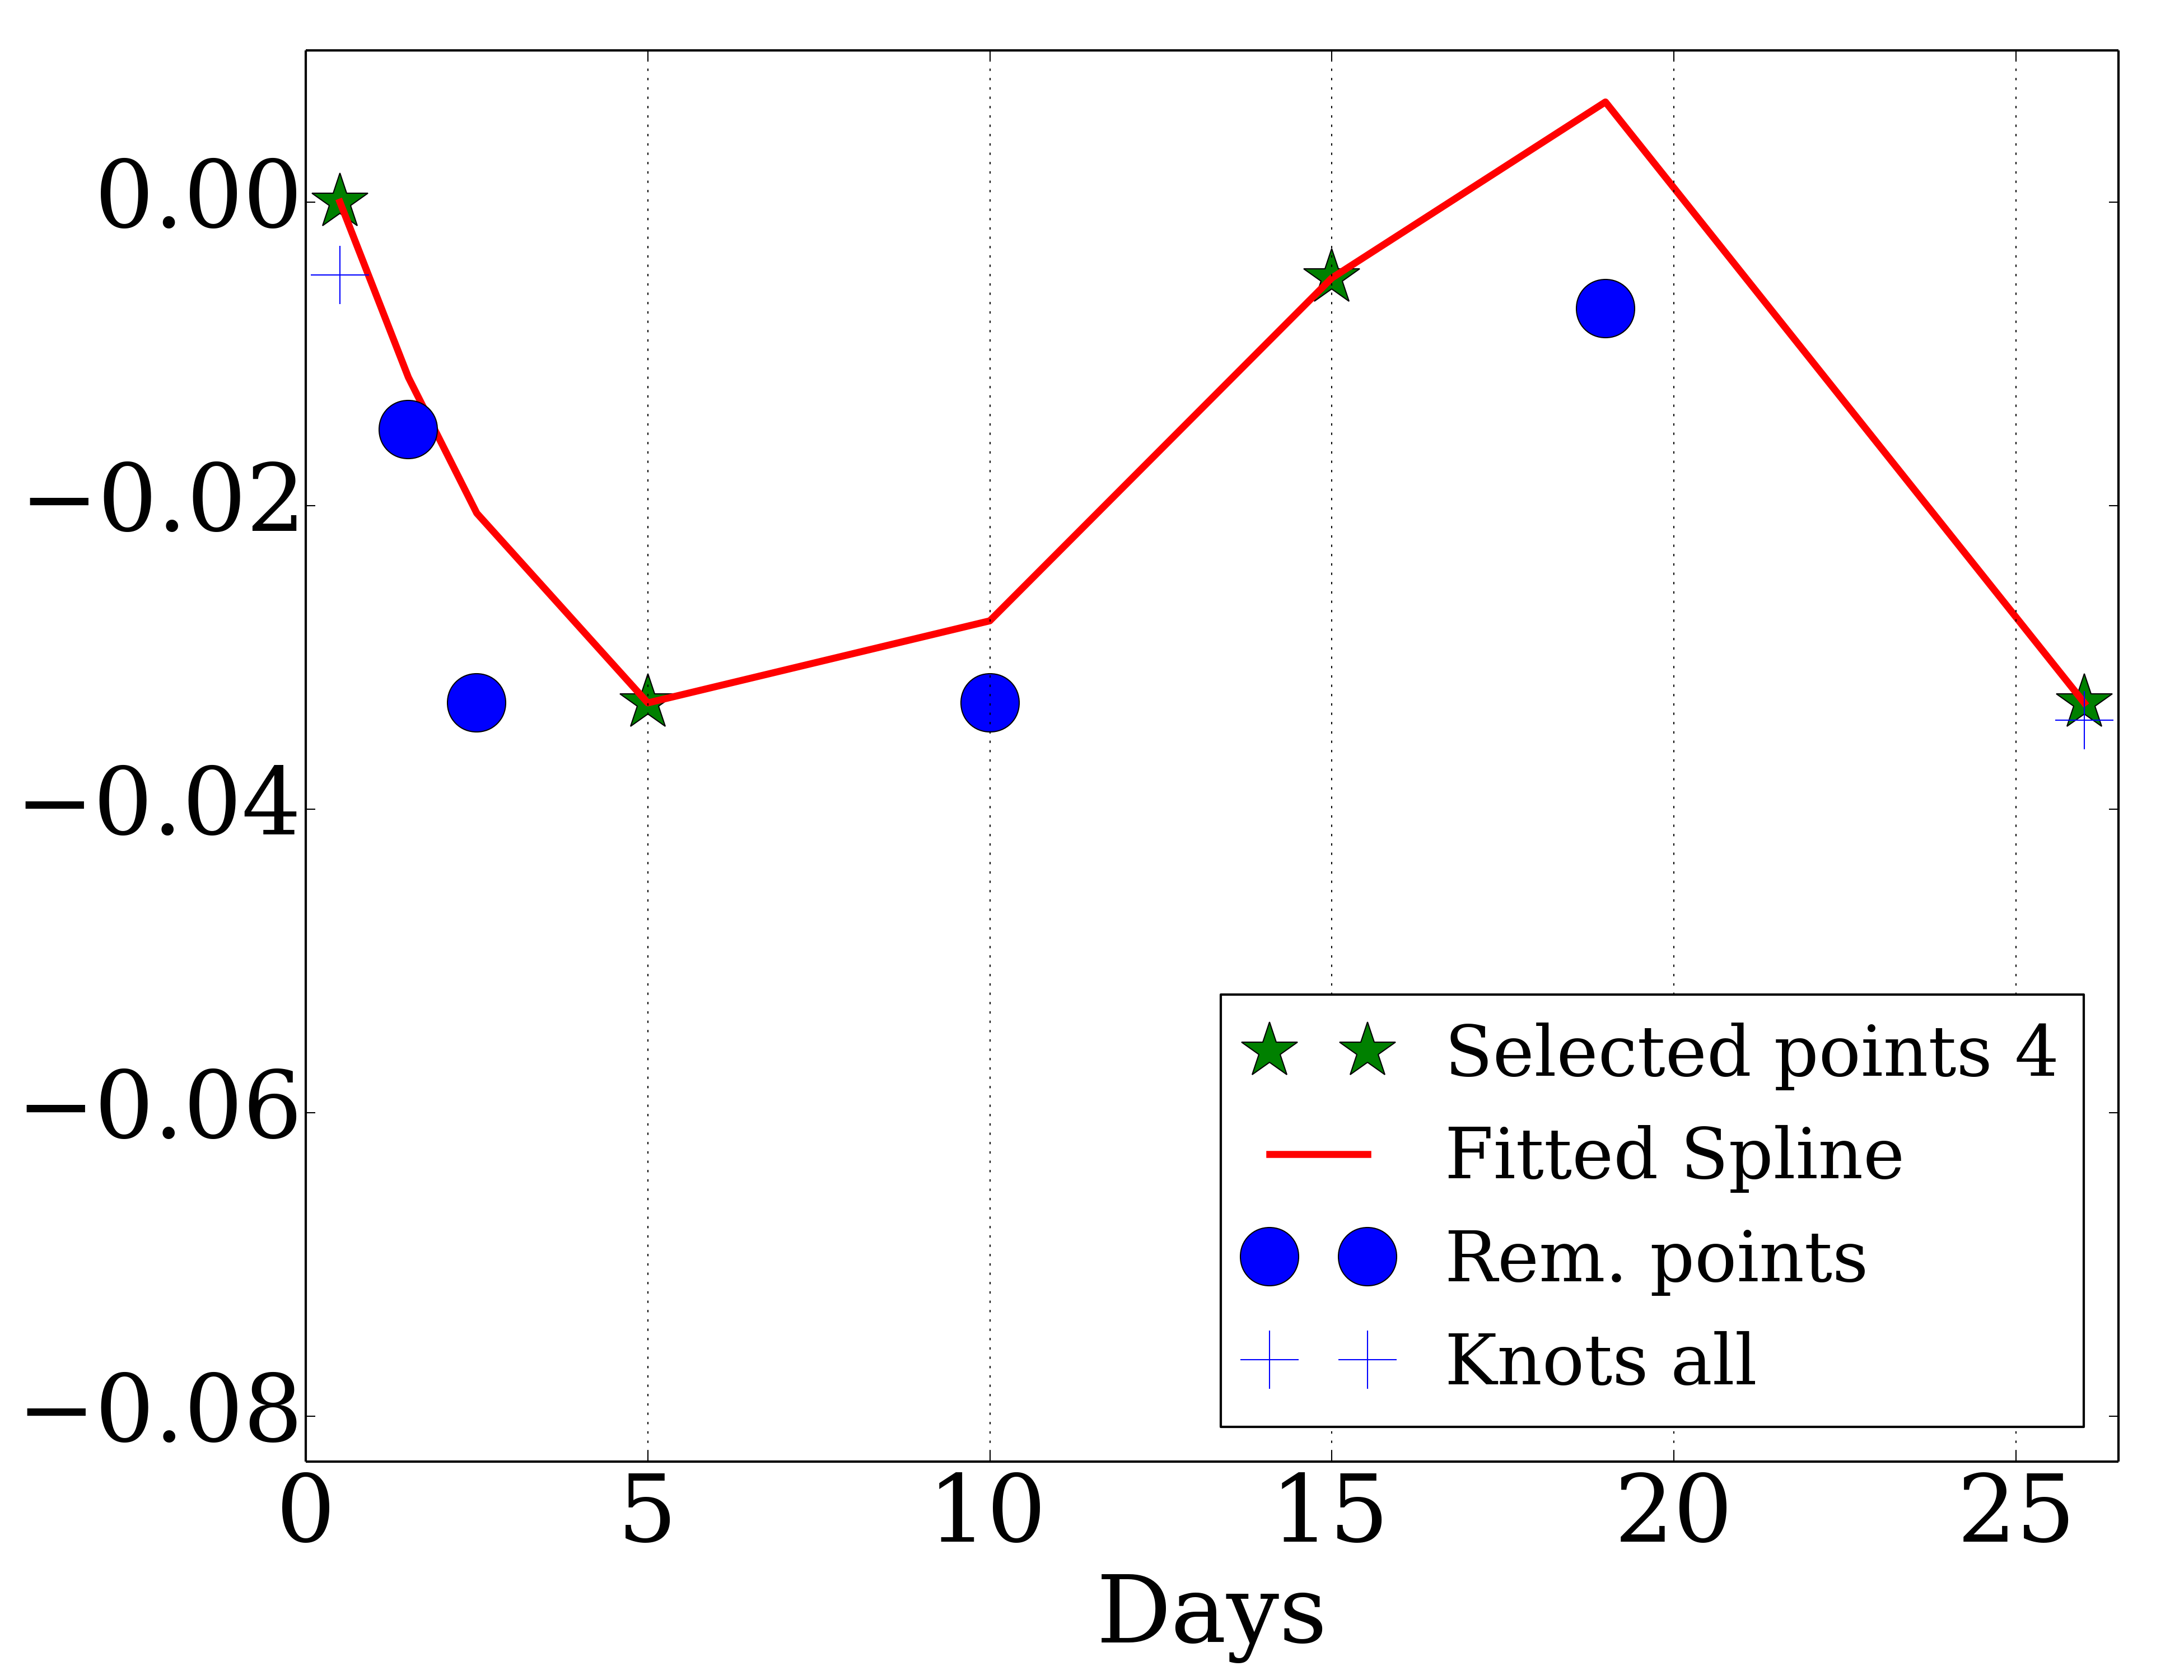 0.00
−0.02
−0.04
−0.06
−0.08
0 5 10 15 20 25
Days
Selected points 4
Fitted Spline
Rem. points
Knots all